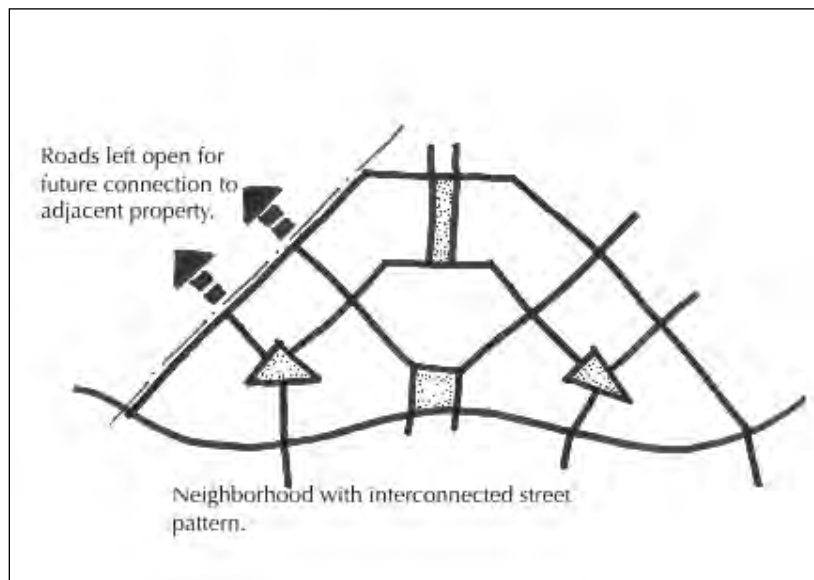 Roads left open for
future connection to
adjacent property.
Neighborhood with interconnected street
pattern.